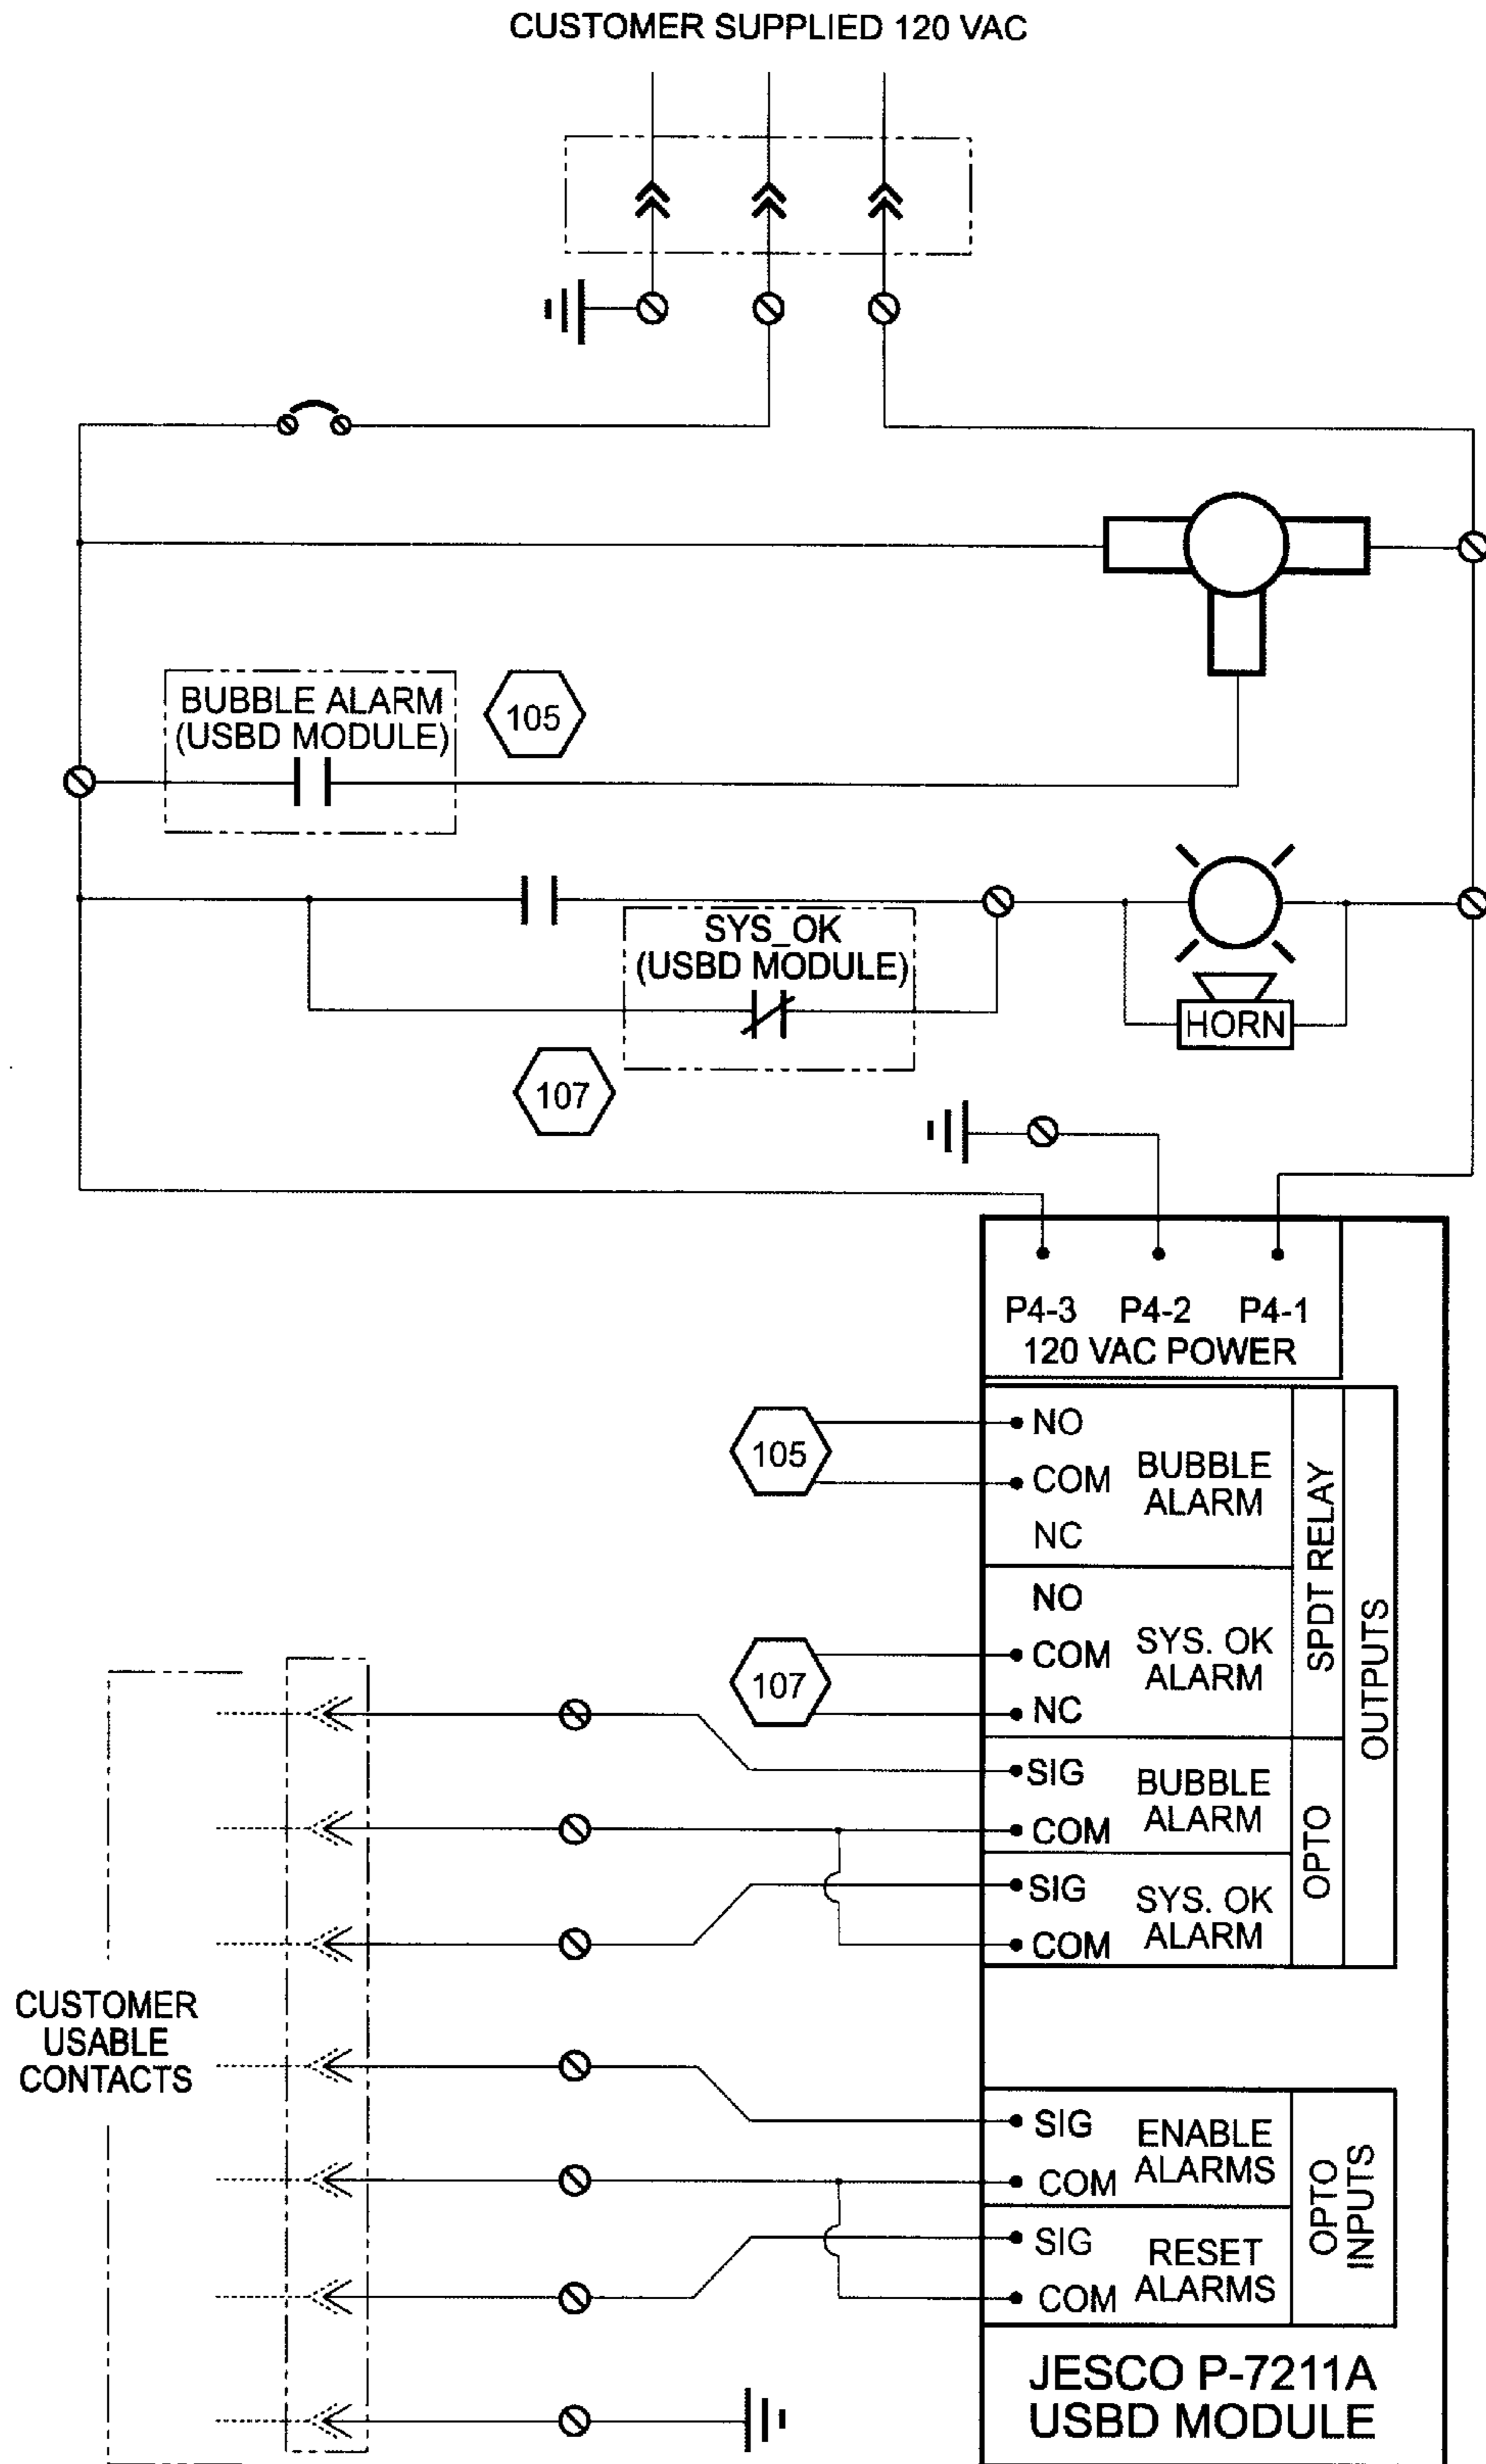 CUSTOMER SUPPLIED 120 VAC
BUBBLE ALARM
(USBD MODULE)
105
SYS_OK
(USBD MODULE)
HORN
107
P4-3 P4-2 P4-1
120 VAC POWER
105
NO
COM
NC
BUBBLE
ALARM
107
NO
COM
NC
SYS. OK
ALARM
SPDT RELAY
SIG
COM
BUBBLE
ALARM
SIG
COM
SYS. OK
ALARM
OPTO
OUTPUTS
CUSTOMER
USABLE
CONTACTS
SIG
COM
ENABLE
ALARMS
SIG
COM
RESET
ALARMS
OPTO
INPUTS
JESCO P-7211A
USBD MODULE